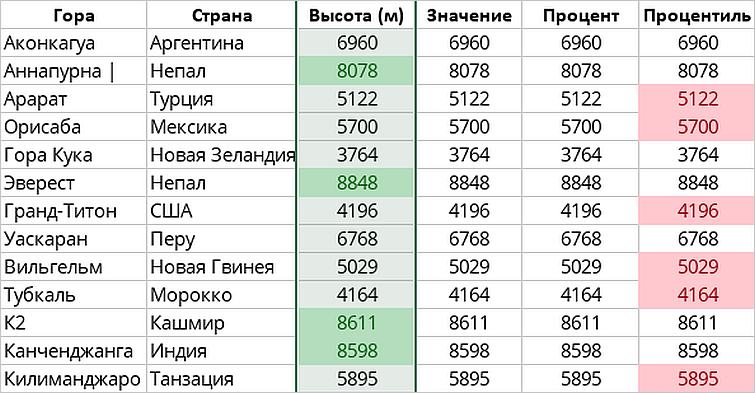 Гора Страна Высота (м) Значение Процент Процентиль
Аконкагуа Аргентина 6960 6960 6960 6960
Аннапурна | Непал 8078 8078 8078 8078
Арарат Турция 5122 5122 5122 5122
Орисаба Мексика 5700 5700 5700 5700
Гора Кука Новая Зеландия 3764 3764 3764 3764
Эверест Непал 8848 8848 8848 8848
Гранд-Титон США 4196 4196 4196 4196
Уаскаран Перу 6768 6768 6768 6768
Вильгельм Новая Гвинея 5029 5029 5029 5029
Тубкаль Морокко 4164 4164 4164 4164
К2 Кашмир 8611 8611 8611 8611
Канченджанга Индия 8598 8598 8598 8598
Килиманджаро Танзация 5895 5895 5895 5895